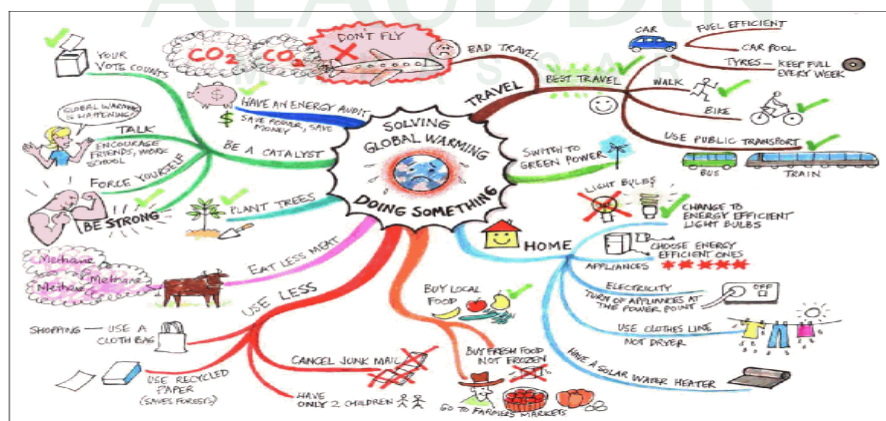 ALAUDDIN
MAKASSAR
SOLVING
GLOBAL WARMING
DOING SOMETHING
TRAVEL
BAD TRAVEL
DON'T FLY
CO2
CO2
BEST TRAVEL
CAR
FUEL EFFICIENT
CAR POOL
TYRES — KEEP FULL
EVERY WEEK
WALK
BIKE
USE PUBLIC TRANSPORT
BUS
TRAIN
SWITCH TO
GREEN POWER
HOME
LIGHT BULBS
CHANGE TO
ENERGY EFFICIENT
LIGHT BULBS
CHOOSE ENERGY
EFFICIENT ONES
APPLIANCES
ELECTRICITY
TURN OF APPLIANCES AT
THE POWER POINT
OFF
USE CLOTHES LINE
NOT DRYER
HAVE A SOLAR WATER HEATER
BUY LOCAL
FOOD
BUY FRESH FOOD
NOT FROZEN
GO TO FARMERS MARKETS
USE LESS
CANCEL JUNK MAIL
HAVE
ONLY 2 CHILDREN
SHOPPING — USE A
CLOTH BAG
USE RECYCLED
PAPER
(SAVES FORESTS)
EAT LESS MEAT
Methane
Methane
Methane
PLANT TREES
BE A CATALYST
YOUR
VOTE COUNTS
TALK
ENCOURAGE
FRIENDS, WORK
SCHOOL
GLOBAL WARMING
IS HAPPENING!
FORCE YOURSELF
BE STRONG
HAVE AN ENERGY AUDIT
SAVE POWER, SAVE
MONEY
$